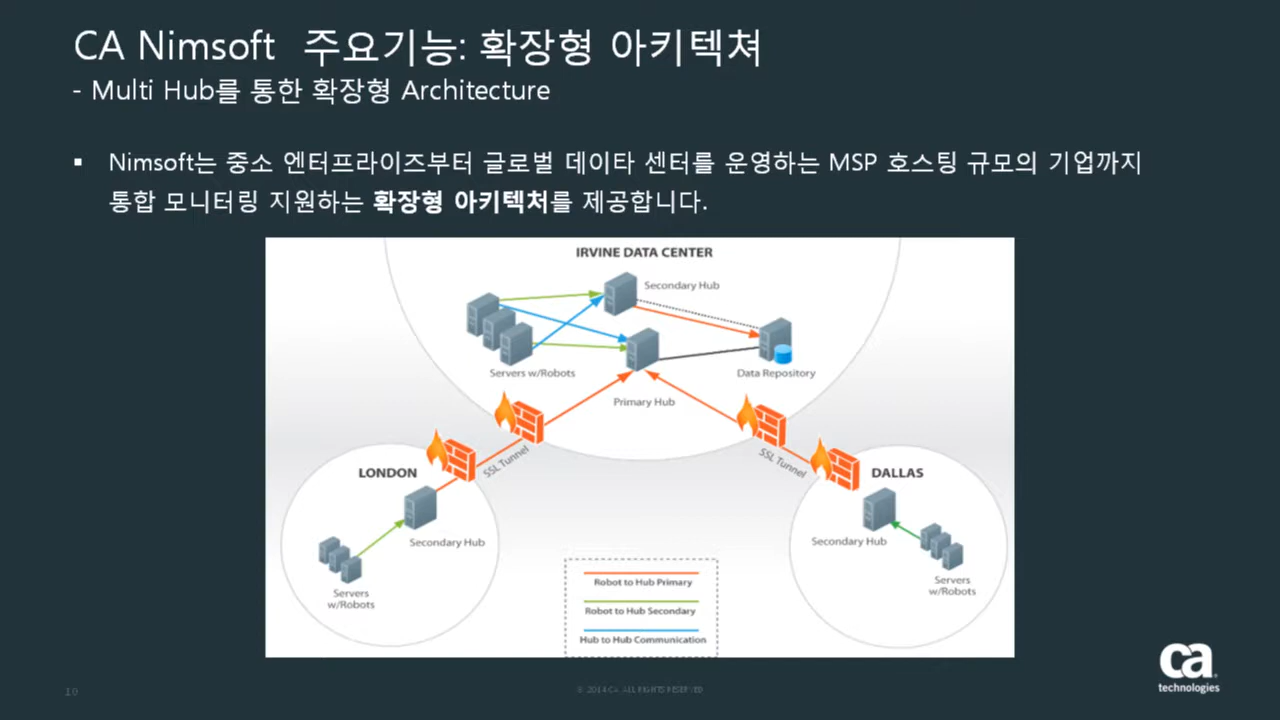 CA Nimsoft 주요기능: 확장형 아키텍쳐
- Multi Hub를 통한 확장형 Architecture
▪ Nimsoft는 중소 엔터프라이즈부터 글로벌 데이타 센터를 운영하는 MSP 호스팅 규모의 기업까지
통합 모니터링 지원하는 확장형 아키텍처를 제공합니다.
IRVINE DATA CENTER
Secondary Hub
Servers w/Robots
Data Repository
Primary Hub
SSL Tunnel
SSL Tunnel
LONDON
DALLAS
Secondary Hub
Secondary Hub
Servers
w/Robots
Servers
w/Robots
Robot to Hub Primary
Robot to Hub Secondary
Hub to Hub Communication
ca
technologies
10
© 2014 CA. ALL RIGHTS RESERVED.